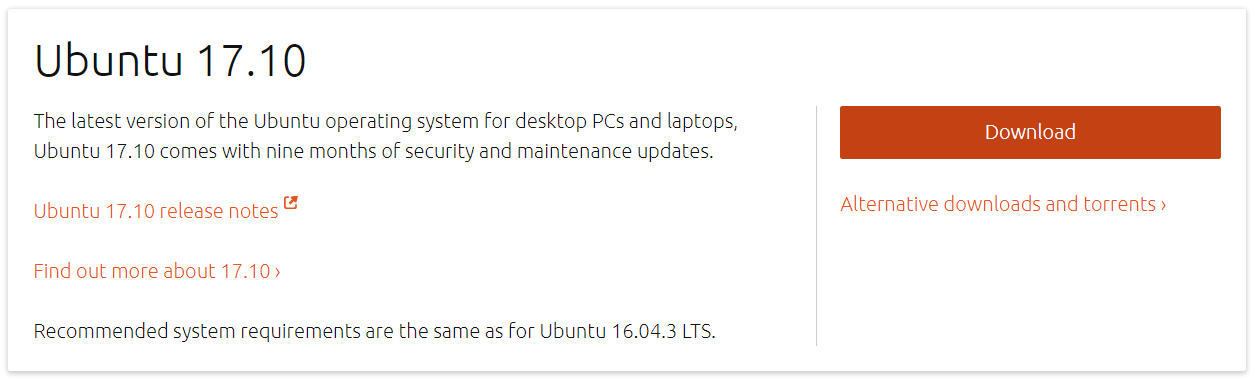 Ubuntu 17.10
The latest version of the Ubuntu operating system for desktop PCs and laptops,
Ubuntu 17.10 comes with nine months of security and maintenance updates.
Ubuntu 17.10 release notes
Find out more about 17.10 ›
Recommended system requirements are the same as for Ubuntu 16.04.3 LTS.
Download
Alternative downloads and torrents ›